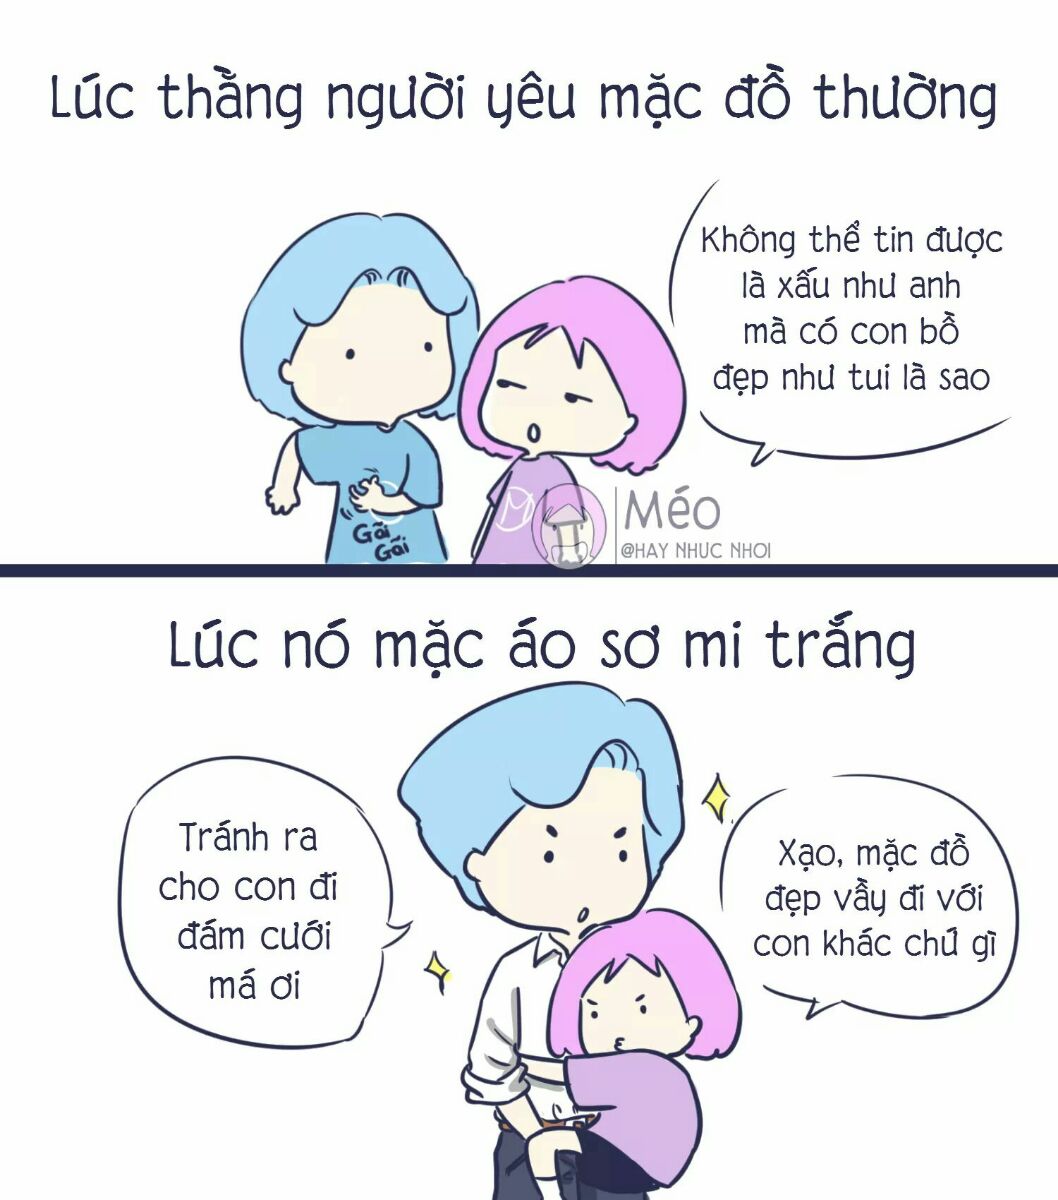 Lúc thằng người yêu mặc đồ thường
Không thể tin được
là xấu như anh
mà có con bồ
đẹp như tui là sao
Gãi
Gãi
M
Méo
@HAY NHUC NHOI
Lúc nó mặc áo sơ mi trắng
Tránh ra
cho con đi
đám cưới
má ơi
Xạo, mặc đồ
đẹp vầy đi với
con khác chứ gì